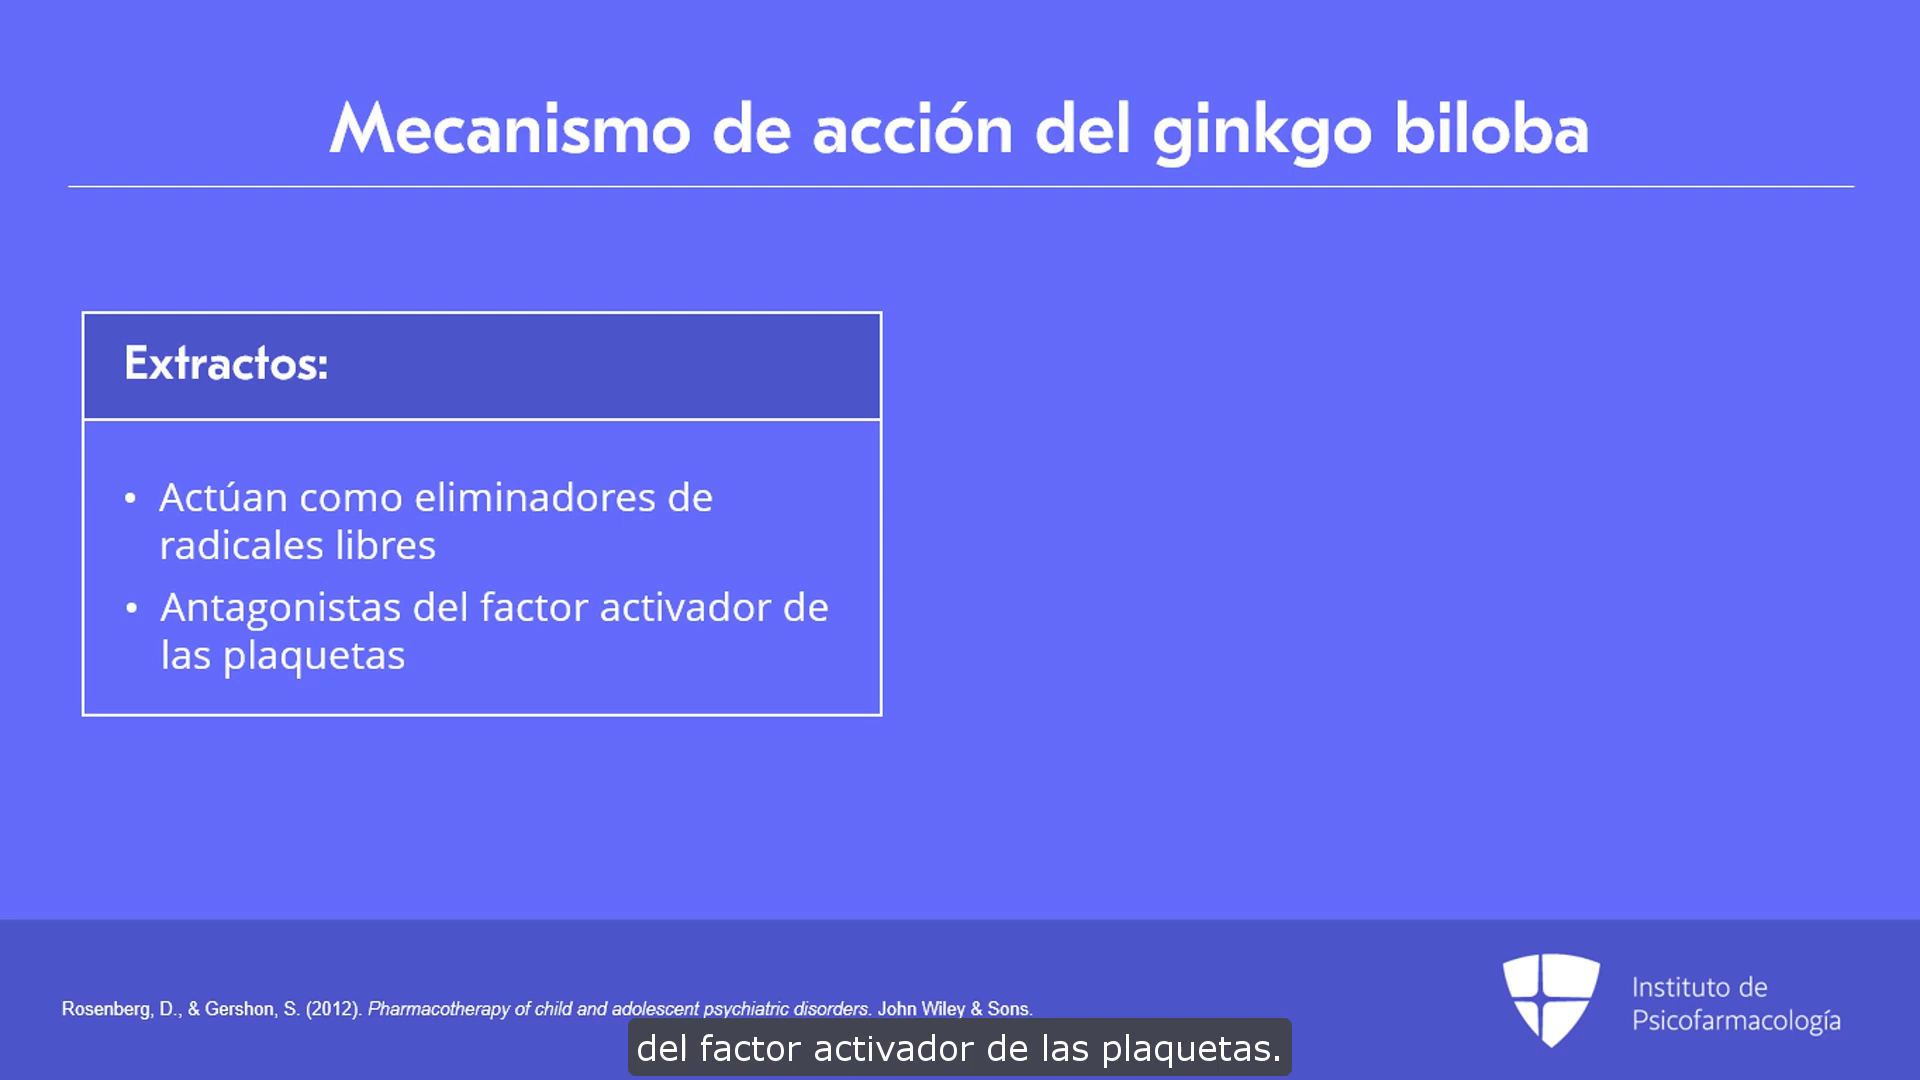 Mecanismo de acción del ginkgo biloba
Extractos:
• Actúan como eliminadores de
radicales libres
• Antagonistas del factor activador de
las plaquetas
Rosenberg, D., & Gershon, S. (2012). Pharmacotherapy of child and adolescent psychiatric disorders. John Wiley & Sons.
Instituto de
Psicofarmacología
del factor activador de las plaquetas.